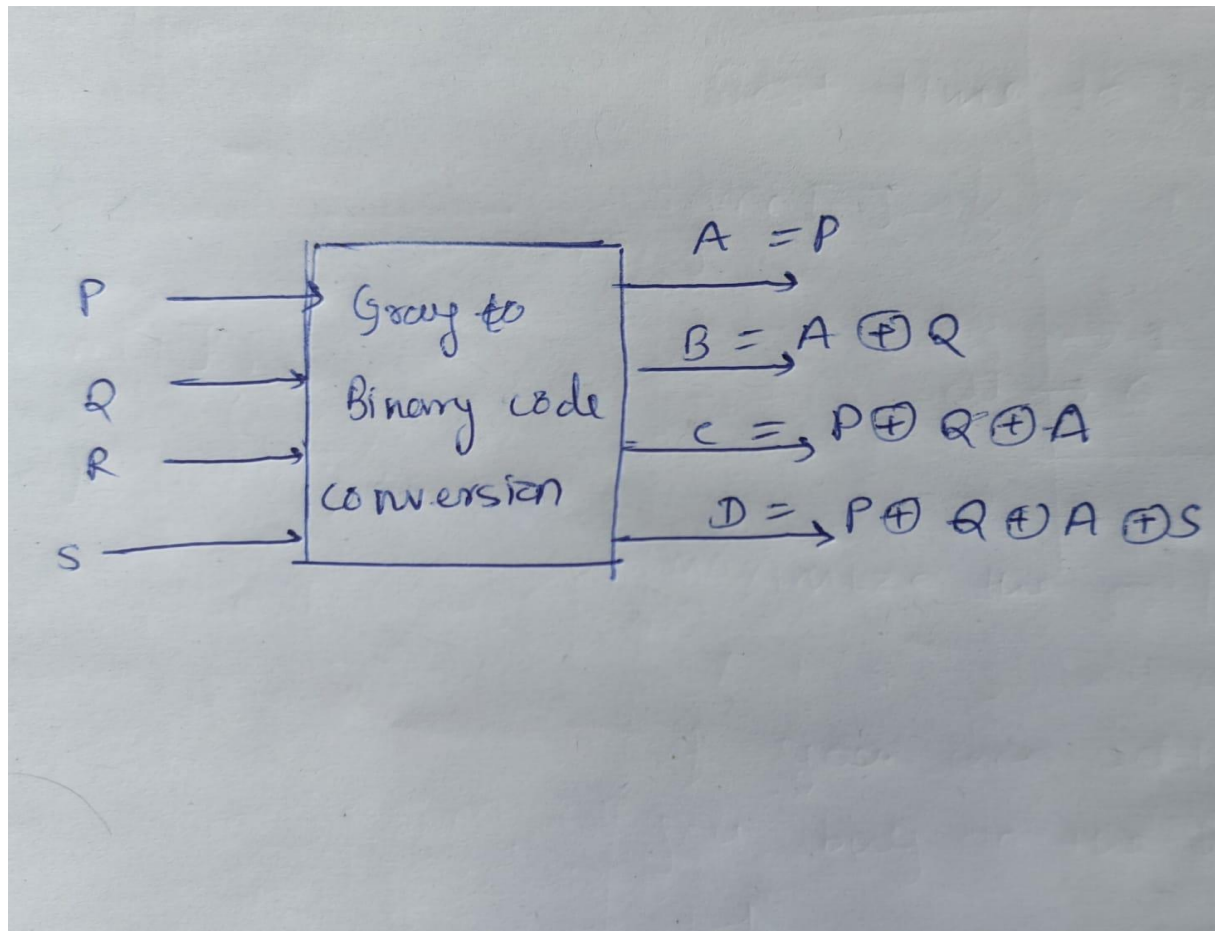 A = P
P
Gray to
B = A ⊕ Q
Q
Binary code
C = P ⊕ Q ⊕ A
R
conversion
D = P ⊕ Q ⊕ A ⊕ S
S